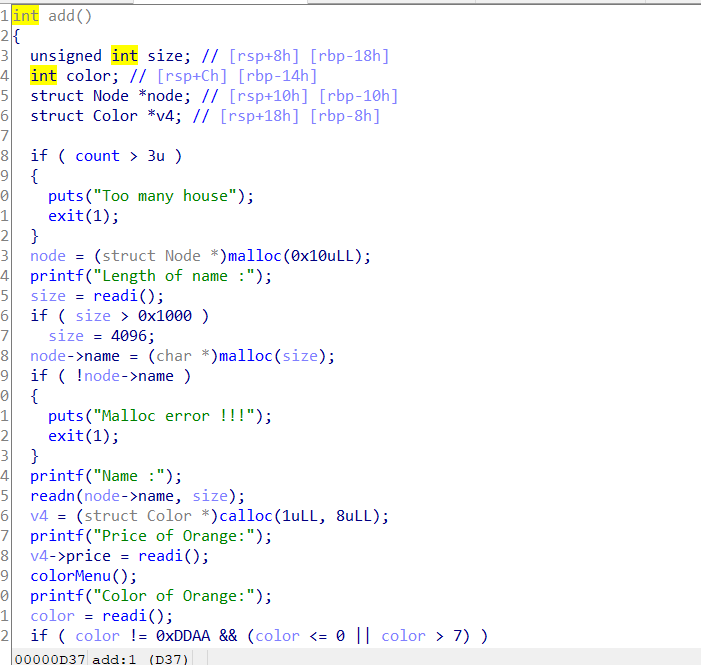 1 int add()
2 {
3   unsigned int size; // [rsp+8h] [rbp-18h]
4   int color; // [rsp+Ch] [rbp-14h]
5   struct Node *node; // [rsp+10h] [rbp-10h]
6   struct Color *v4; // [rsp+18h] [rbp-8h]
7
8   if ( count > 3u )
9   {
0     puts("Too many house");
1     exit(1);
2   }
3   node = (struct Node *)malloc(0x10uLL);
4   printf("Length of name :");
5   size = readi();
6   if ( size > 0x1000 )
7     size = 4096;
8   node->name = (char *)malloc(size);
9   if ( !node->name )
0   {
1     puts("Malloc error !!!");
2     exit(1);
3   }
4   printf("Name :");
5   readn(node->name, size);
6   v4 = (struct Color *)calloc(1uLL, 8uLL);
7   printf("Price of Orange:");
8   v4->price = readi();
9   colorMenu();
0   printf("Color of Orange:");
1   color = readi();
2   if ( color != 0xDDAA && (color <= 0 || color > 7) )
00000D37 add:1 (D37)